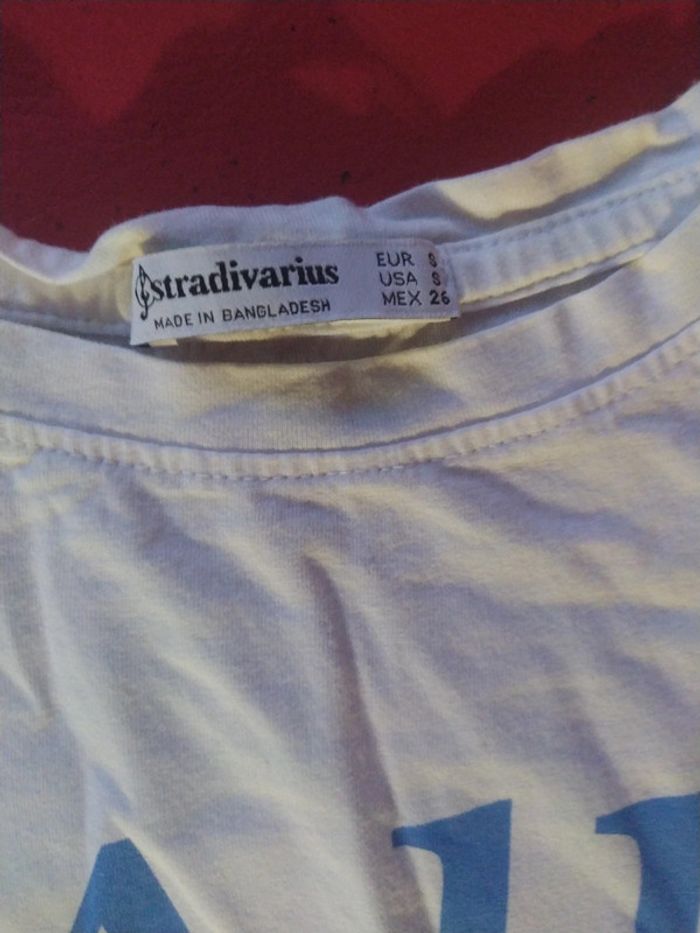 stradivarius
MADE IN BANGLADESH
EUR S
USA S
MEX 26